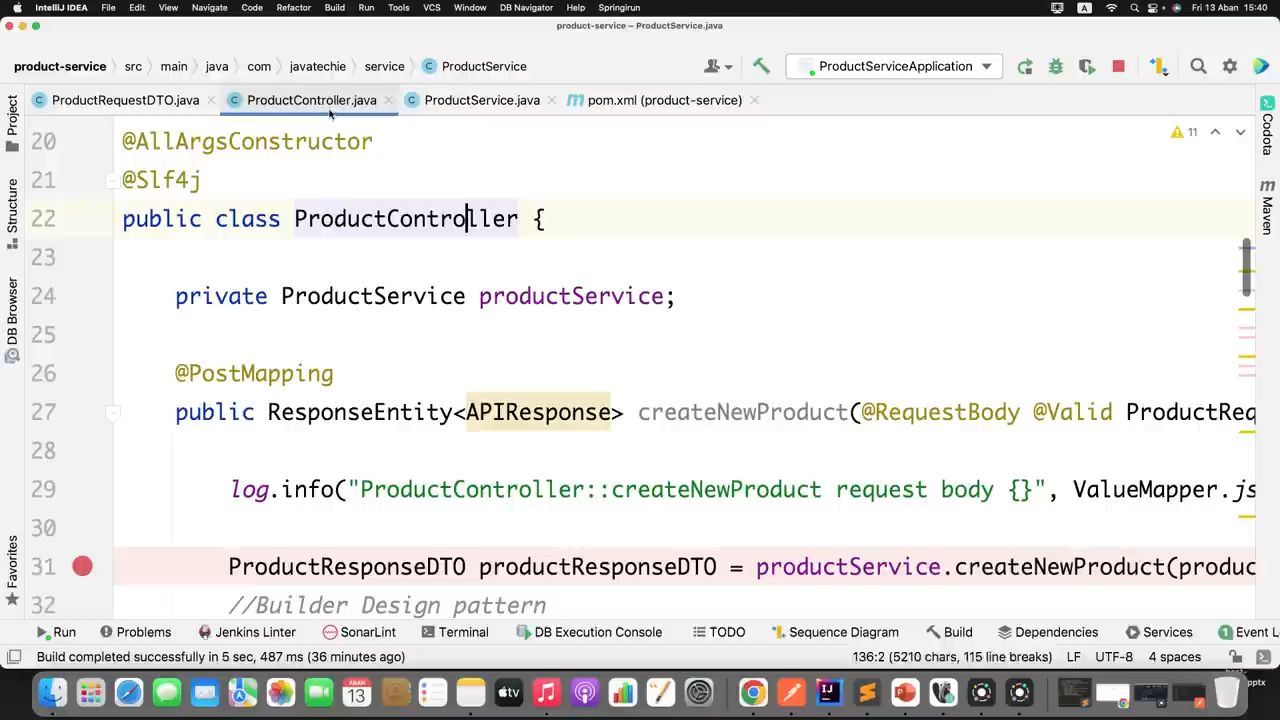 IntelliJ IDEA File Edit View Navigate Code Refactor Build Run Tools VCS Window DB Navigator Springirun Fri 13 Aban 15:40
product-service – ProductService.java
product-service src main java com javatechie service ProductService ProductServiceApplication
ProductRequestDTO.java ProductController.java ProductService.java pom.xml (product-service)
20 @AllArgsConstructor 11
21 @Slf4j
22 public class ProductController {
23
24 private ProductService productService;
25
26 @PostMapping
27 public ResponseEntity<APIResponse> createNewProduct(@RequestBody @Valid ProductReq
28
29 log.info("ProductController::createNewProduct request body {}", ValueMapper.js
30
31 ProductResponseDTO productResponseDTO = productService.createNewProduct(produc
32 //Builder Design pattern
Project
Structure
DB Browser
Favorites
Codota
Maven
Run Problems Jenkins Linter SonarLint Terminal DB Execution Console TODO Sequence Diagram Build Dependencies Services 1 Event L
Build completed successfully in 5 sec, 487 ms (36 minutes ago) 136:2 (5210 chars, 115 line breaks) LF UTF-8 4 spaces
13
tv
pptx